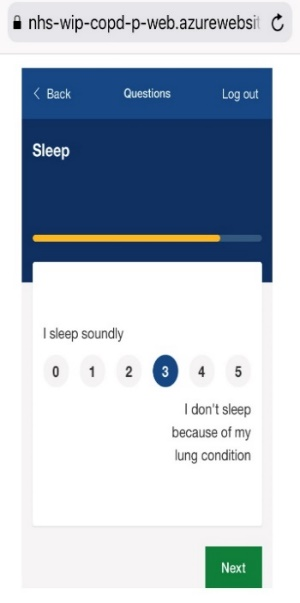 nhs-wip-copd-p-web.azurewebsit
Back Questions Log out
Sleep
I sleep soundly
0 1 2 3 4 5
I don't sleep
because of my
lung condition
Next